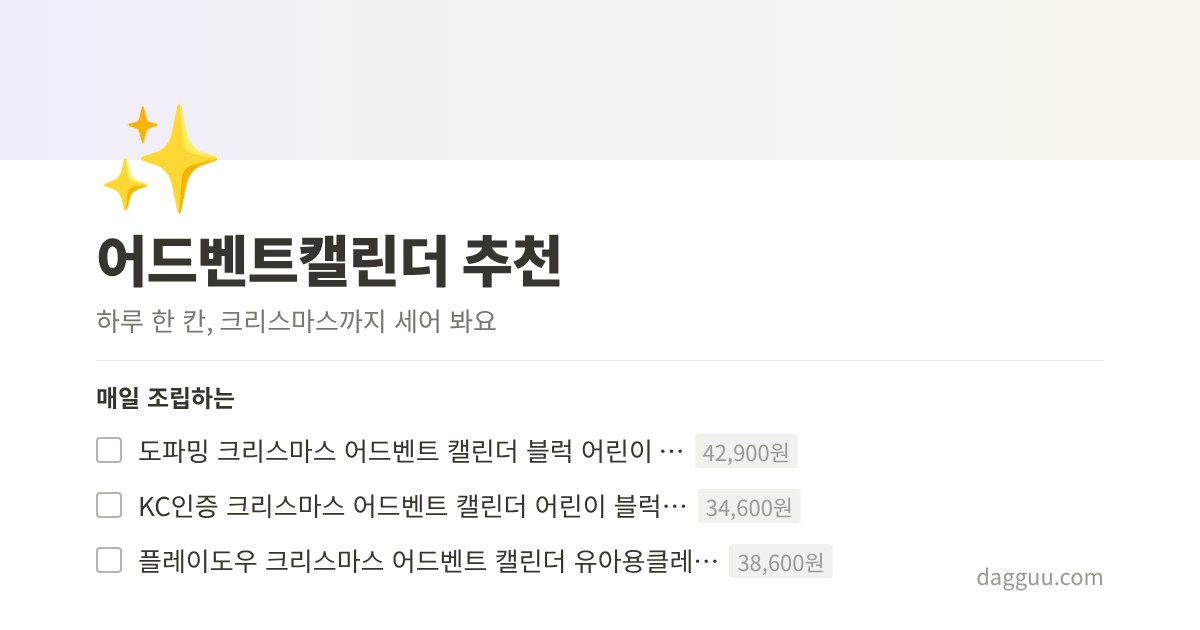 어드벤트캘린더 추천
하루 한 칸, 크리스마스까지 세어 봐요
매일 조립하는
도파밍 크리스마스 어드벤트 캘린더 블럭 어린이 … 42,900원
KC인증 크리스마스 어드벤트 캘린더 어린이 블럭… 34,600원
플레이도우 크리스마스 어드벤트 캘린더 유아용클레… 38,600원
dagguu.com